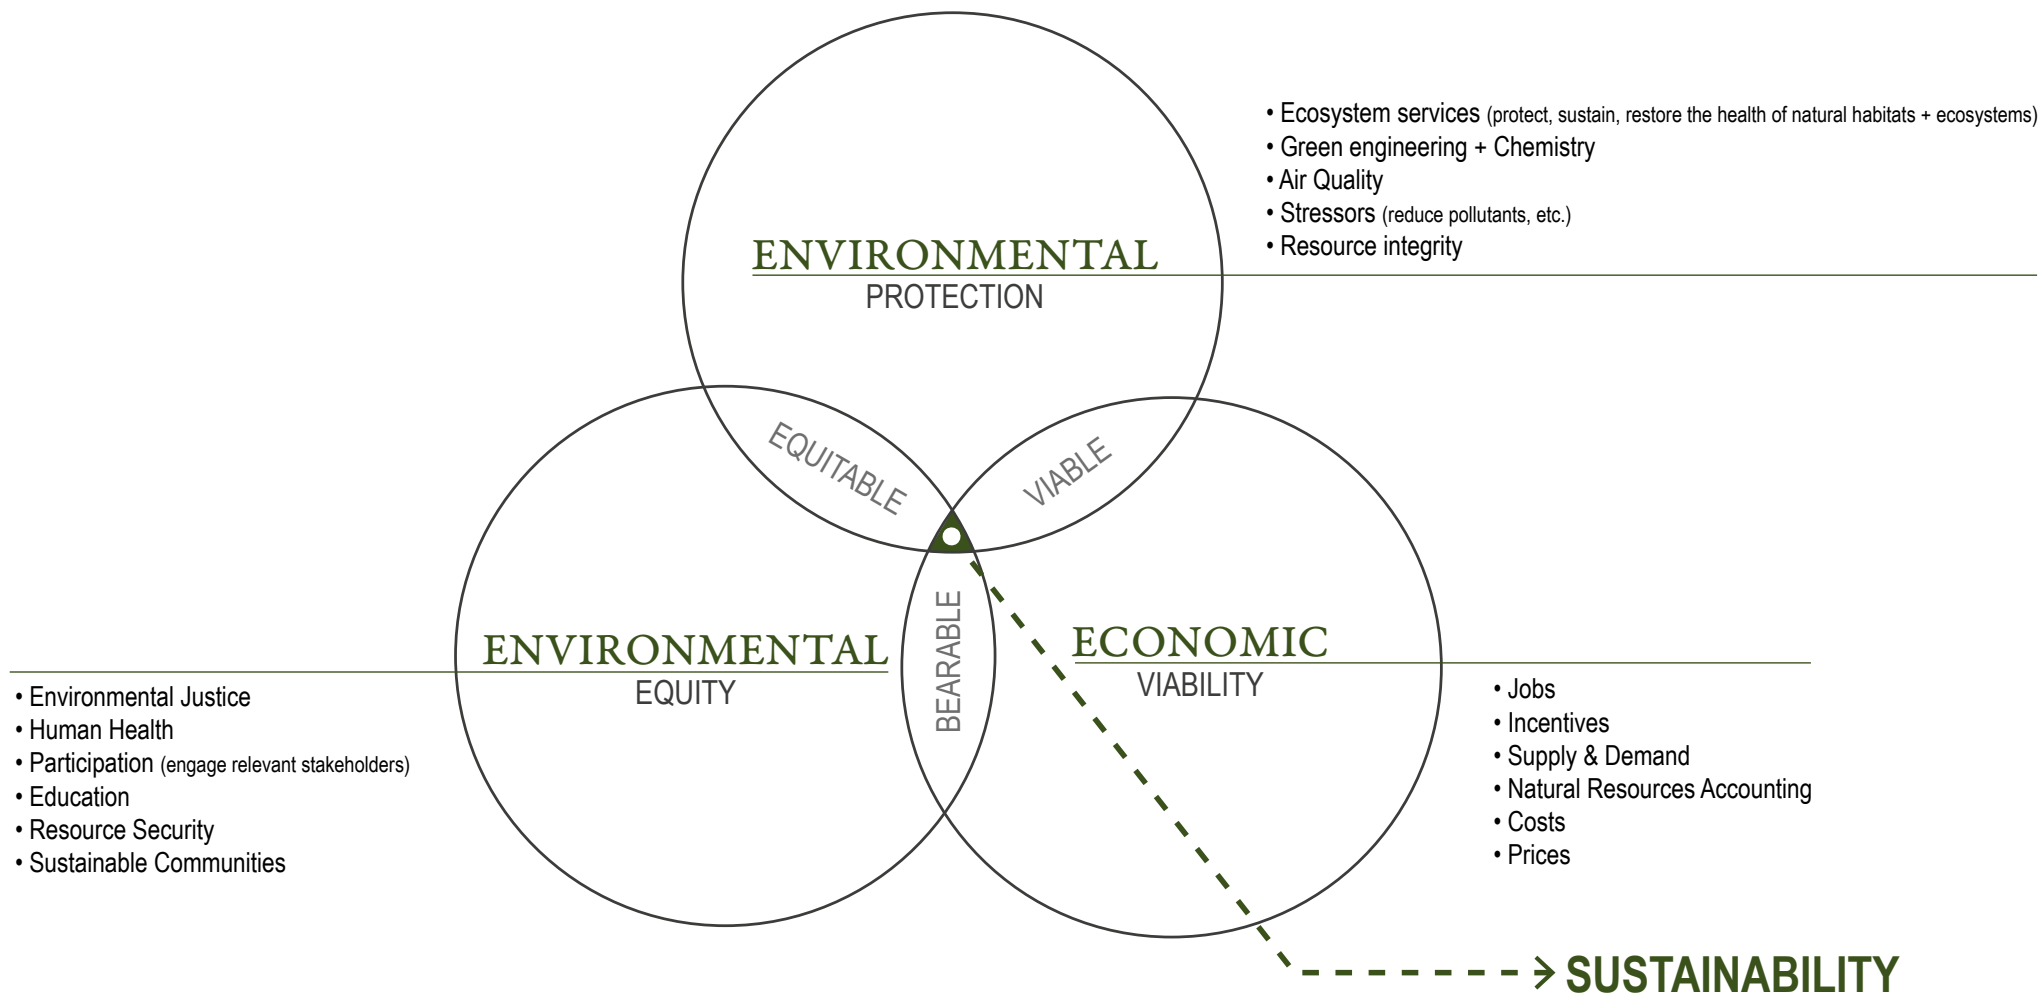 • Ecosystem services (protect, sustain, restore the health of natural habitats + ecosystems)
• Green engineering + Chemistry
• Air Quality
• Stressors (reduce pollutants, etc.)
• Resource integrity
ENVIRONMENTAL
PROTECTION
EQUITABLE
VIABLE
BEARABLE
ENVIRONMENTAL
EQUITY
• Environmental Justice
• Human Health
• Participation (engage relevant stakeholders)
• Education
• Resource Security
• Sustainable Communities
ECONOMIC
VIABILITY
• Jobs
• Incentives
• Supply & Demand
• Natural Resources Accounting
• Costs
• Prices
SUSTAINABILITY